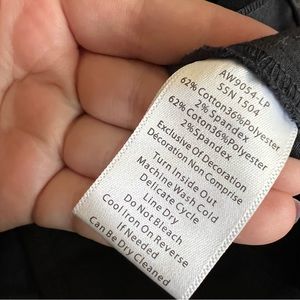 AW9054-LP
SSN 1504
62% Cotton36%Polyester
2% Spandex
62% Cotton36%Polyester
2%Spandex
Exclusive Of Decoration
Décoration Non Comprise
Turn Inside Out
Machine Wash Cold
Delicate Cycle
Line Dry
Do Not Bleach
Cool Iron On Reverse
If Needed
Can Be Dry Cleaned